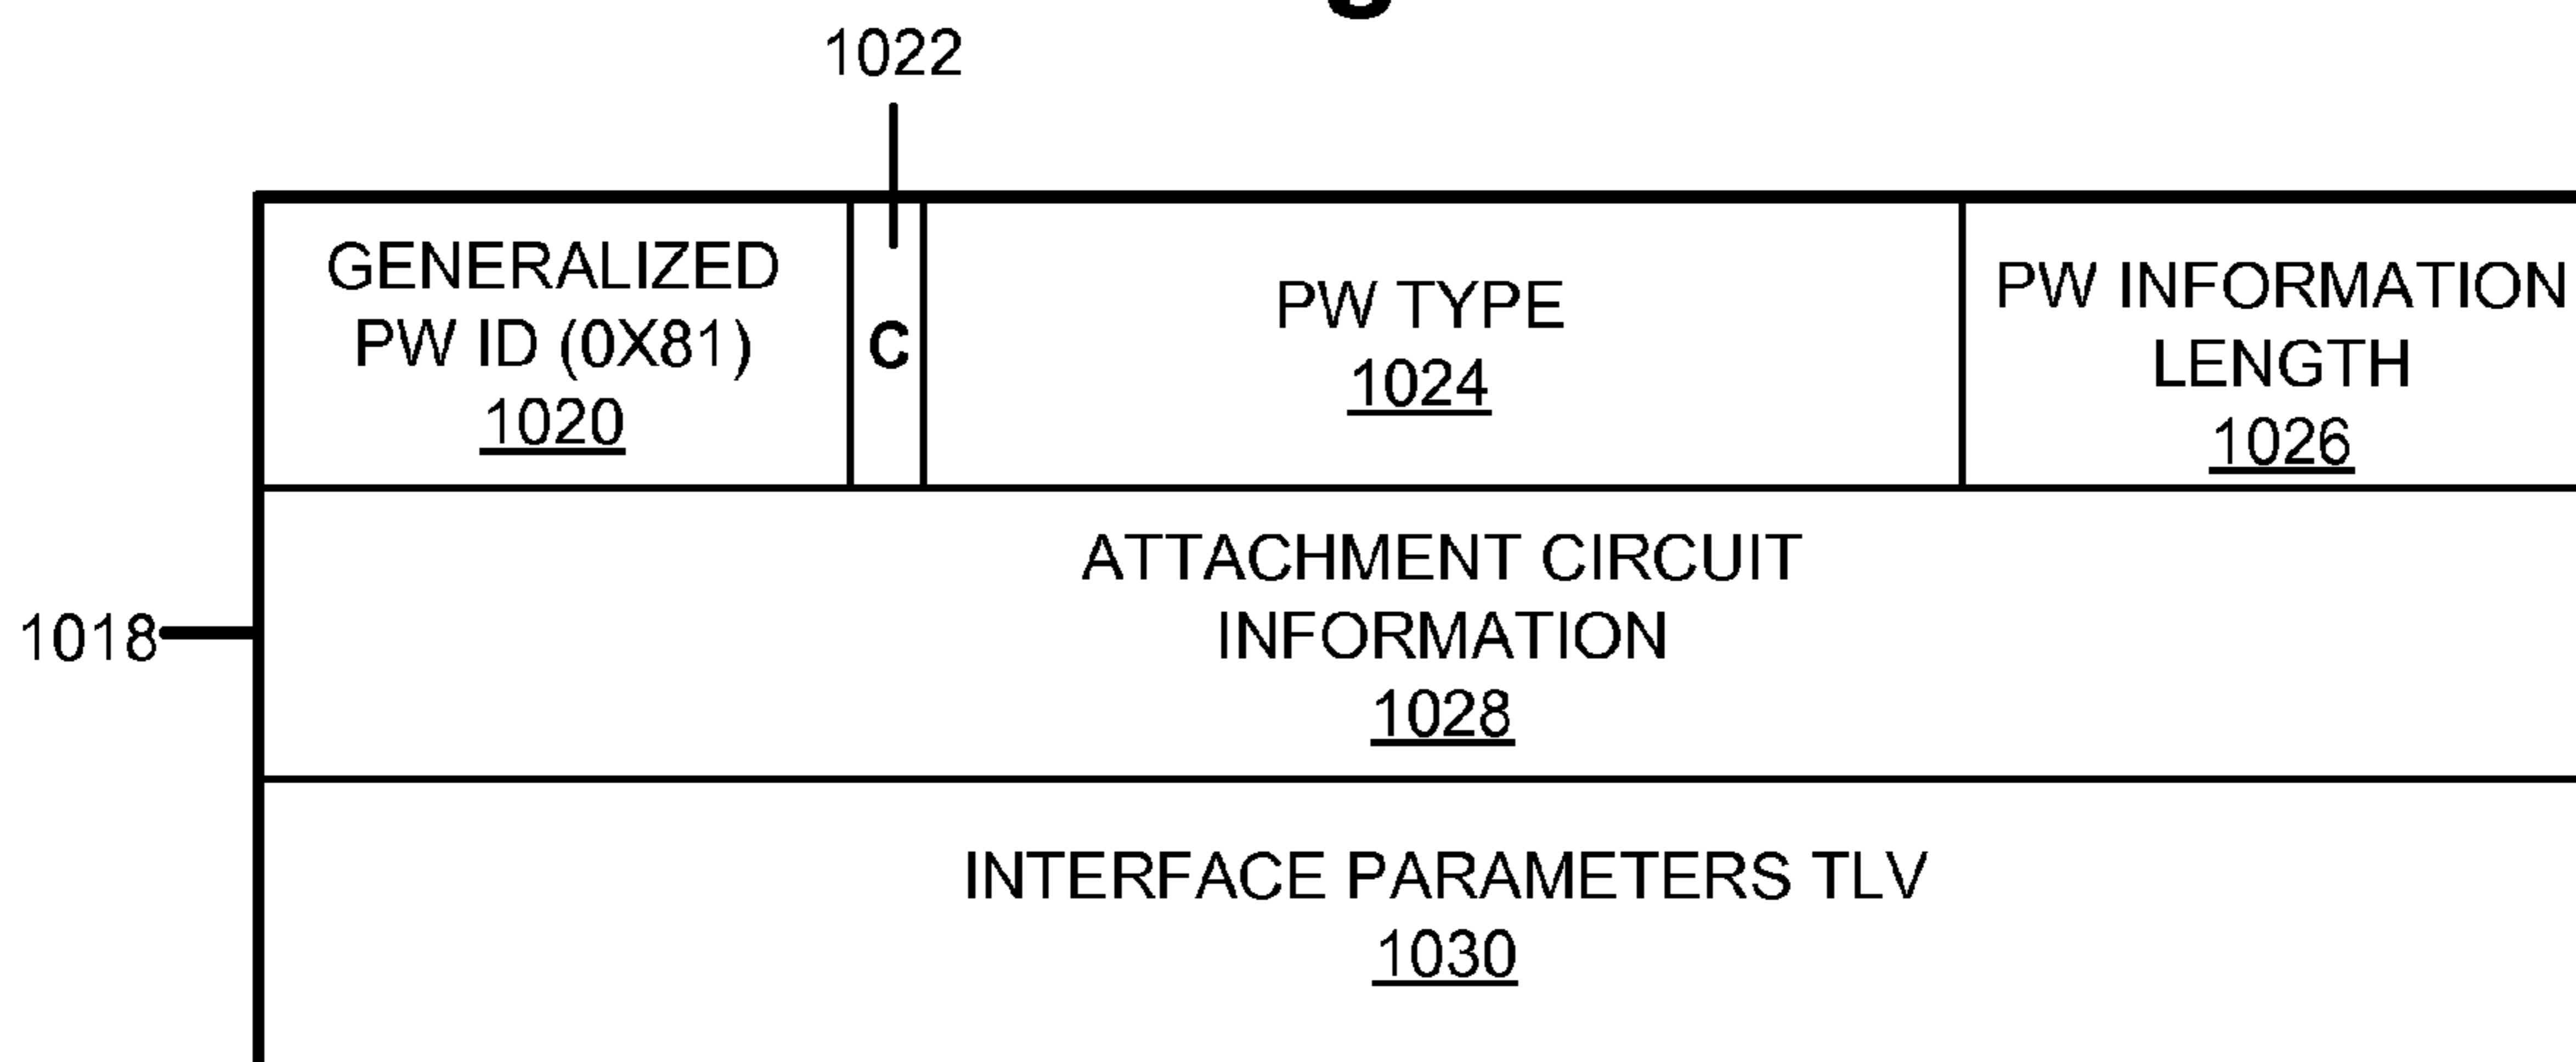 1022
GENERALIZED
PW ID (0X81)
1020
C
PW TYPE
1024
PW INFORMATION
LENGTH
1026
1018
ATTACHMENT CIRCUIT
INFORMATION
1028
INTERFACE PARAMETERS TLV
1030